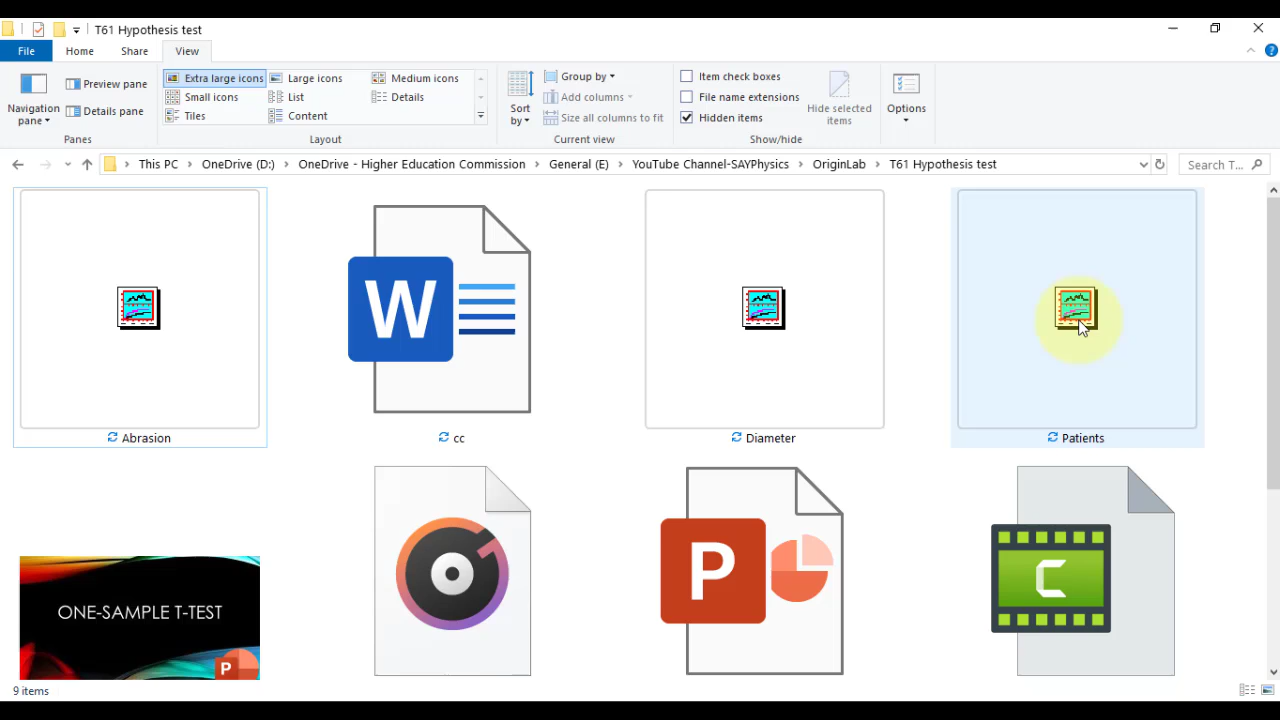 T61 Hypothesis test
File Home Share View
Navigation pane
Preview pane
Details pane
Panes
Extra large icons Large icons Medium icons
Small icons List Details
Tiles Content
Layout
Sort by
Group by
Add columns
Size all columns to fit
Current view
Item check boxes
File name extensions
Hidden items
Hide selected items
Show/hide
Options
This PC OneDrive (D:) OneDrive - Higher Education Commission General (E) YouTube Channel-SAYPhysics OriginLab T61 Hypothesis test
Search T...
W
Abrasion cc Diameter Patients
ONE-SAMPLE T-TEST
P
P
C
9 items